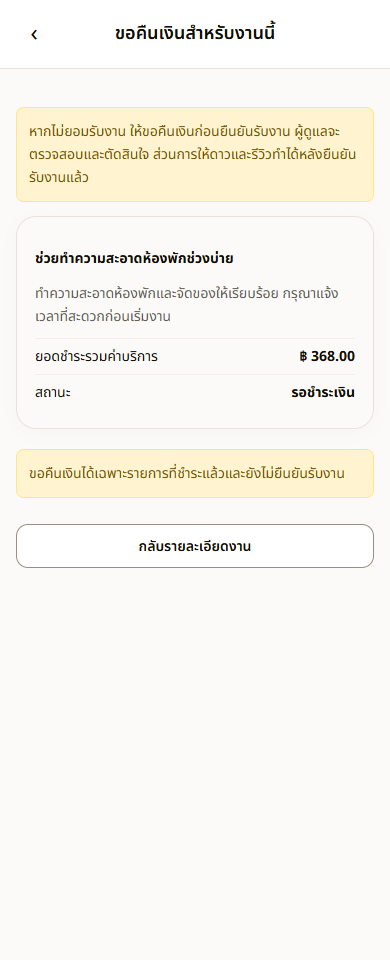 ขอคืนเงินสำหรับงานนี้
หากไม่ยอมรับงาน ให้ขอคืนเงินก่อนยืนยันรับงาน ผู้ดูแลจะ
ตรวจสอบและตัดสินใจ ส่วนการให้ดาวและรีวิวทำได้หลังยืนยัน
รับงานแล้ว
ช่วยทำความสะอาดห้องพักช่วงบ่าย
ทำความสะอาดห้องพักและจัดของให้เรียบร้อย กรุณาแจ้ง
เวลาที่สะดวกก่อนเริ่มงาน
ยอดชำระรวมค่าบริการ ฿ 368.00
สถานะ รอชำระเงิน
ขอคืนเงินได้เฉพาะรายการที่ชำระแล้วและยังไม่ยืนยันรับงาน
กลับรายละเอียดงาน